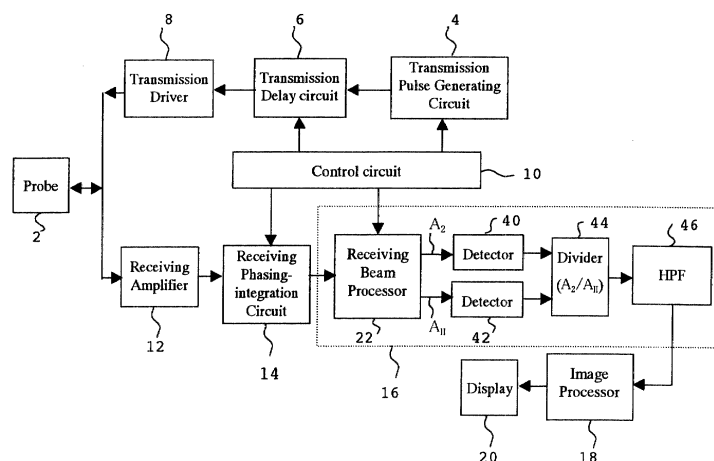 8
6
4
Transmission
Driver
Transmission
Delay circuit
Transmission
Pulse Generating
Circuit
Control circuit
10
Probe
2
Receiving
Amplifier
12
Receiving
Phasing-
integration
Circuit
14
Receiving
Beam
Processor
22
A2
40
Detector
AII
Detector
42
44
Divider
(A2/AII)
46
HPF
16
Display
20
Image
Processor
18